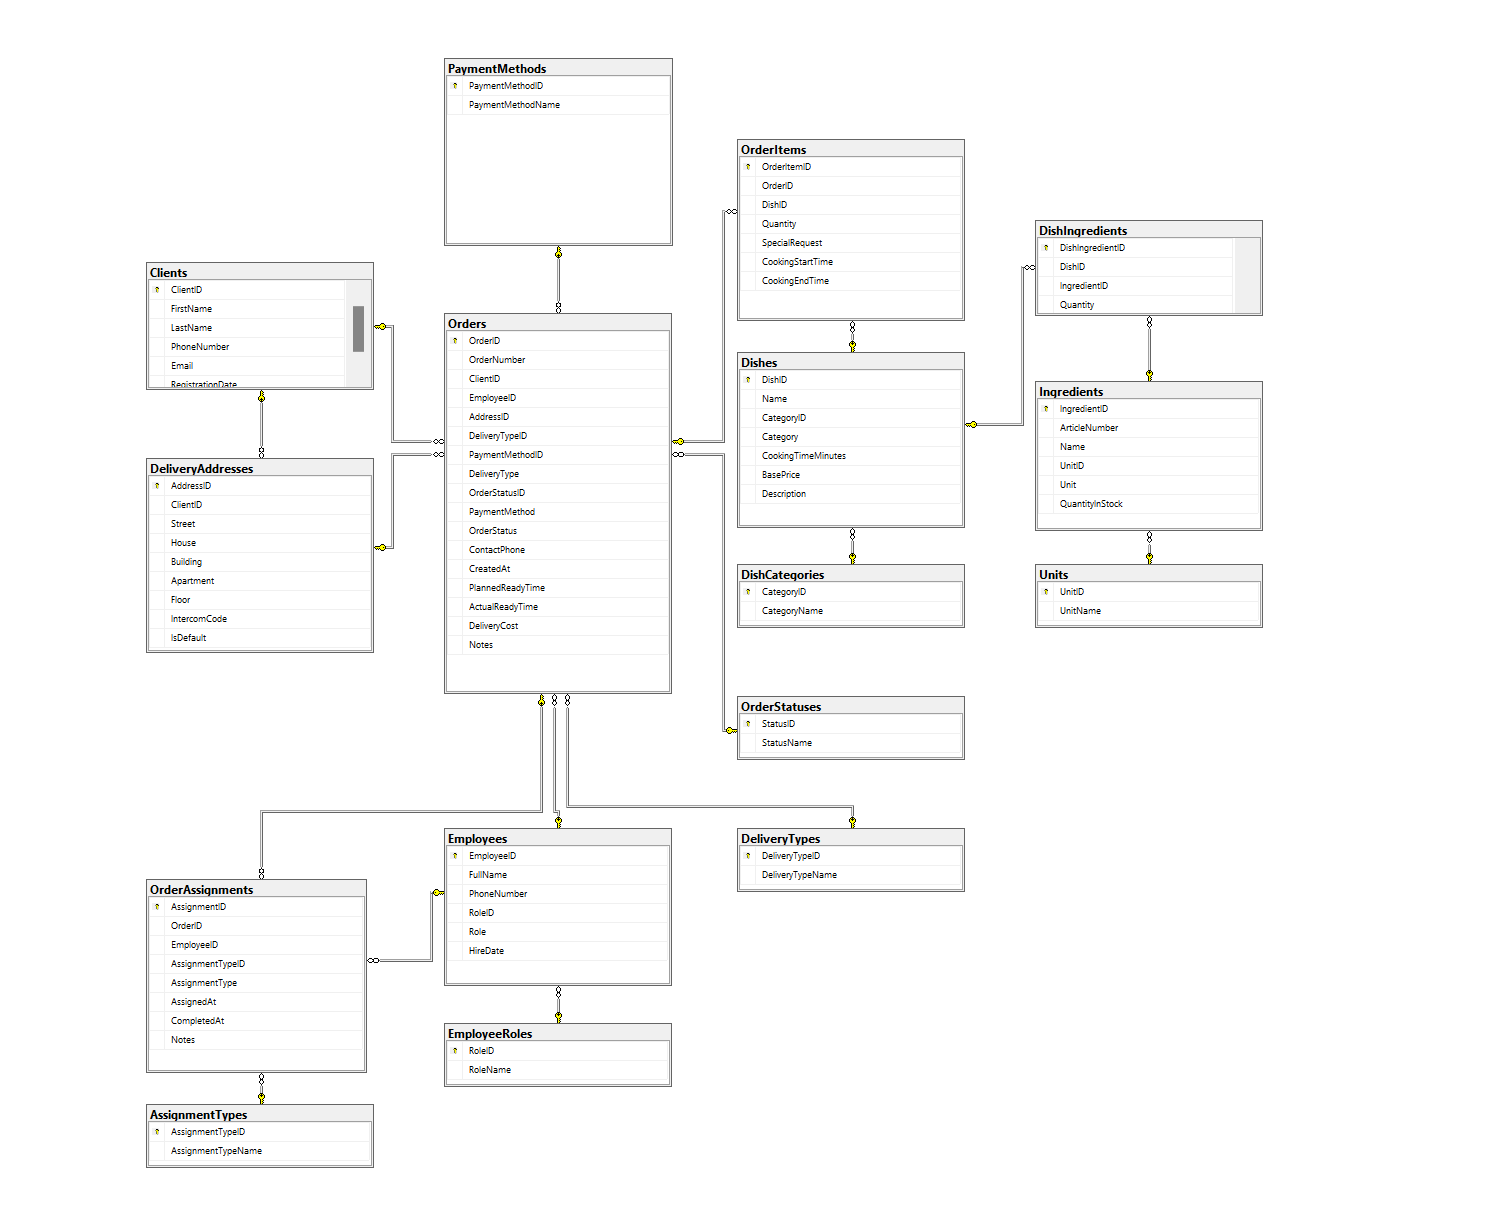 PaymentMethods
PaymentMethodID
PaymentMethodName
OrderItems
OrderItemID
OrderID
DishID
Quantity
SpecialRequest
CookingStartTime
CookingEndTime
DishIngredients
DishIngredientID
DishID
IngredientID
Quantity
Clients
ClientID
FirstName
LastName
PhoneNumber
Email
RegistrationDate
Orders
OrderID
OrderNumber
ClientID
EmployeeID
AddressID
DeliveryTypeID
PaymentMethodID
DeliveryType
OrderStatusID
PaymentMethod
OrderStatus
ContactPhone
CreatedAt
PlannedReadyTime
ActualReadyTime
DeliveryCost
Notes
Dishes
DishID
Name
CategoryID
Category
CookingTimeMinutes
BasePrice
Description
Ingredients
IngredientID
ArticleNumber
Name
UnitID
Unit
QuantityInStock
DeliveryAddresses
AddressID
ClientID
Street
House
Building
Apartment
Floor
IntercomCode
IsDefault
DishCategories
CategoryID
CategoryName
Units
UnitID
UnitName
OrderStatuses
StatusID
StatusName
Employees
EmployeeID
FullName
PhoneNumber
RoleID
Role
HireDate
DeliveryTypes
DeliveryTypeID
DeliveryTypeName
OrderAssignments
AssignmentID
OrderID
EmployeeID
AssignmentTypeID
AssignmentType
AssignedAt
CompletedAt
Notes
EmployeeRoles
RoleID
RoleName
AssignmentTypes
AssignmentTypeID
AssignmentTypeName